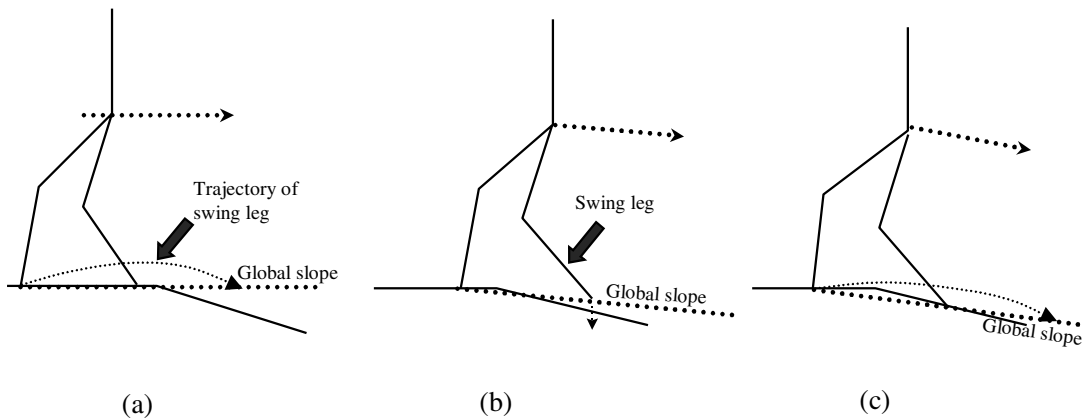 Trajectory of
swing leg
Global slope
Swing leg
Global slope
Global slope
(a)
(b)
(c)